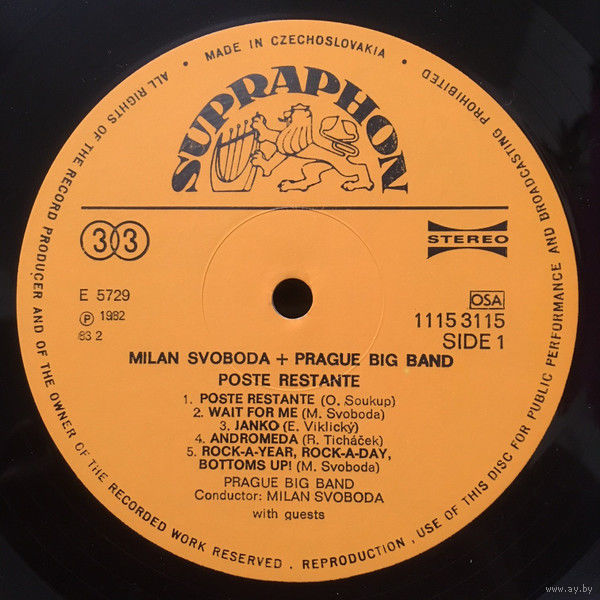 • MADE IN CZECHOSLOVAKIA •
ALL RIGHTS OF THE RECORD PRODUCER AND OF THE OWNER OF THE RECORDED WORK RESERVED . REPRODUCTION , USE OF THIS DISC FOR PUBLIC PERFORMANCE AND BROADCASTING PROHIBITED
SUPRAPHON
33
STEREO
E 5729
℗ 1982
83 2
OSA
1115 3115
SIDE 1
MILAN SVOBODA + PRAGUE BIG BAND
POSTE RESTANTE
1. POSTE RESTANTE (O. Soukup)
2. WAIT FOR ME (M. Svoboda)
3. JANKO (E. Viklický)
4. ANDROMEDA (R. Ticháček)
5. ROCK-A-YEAR, ROCK-A-DAY,
BOTTOMS UP! (M. Svoboda)
PRAGUE BIG BAND
Conductor: MILAN SVOBODA
with guests
www.ay.by